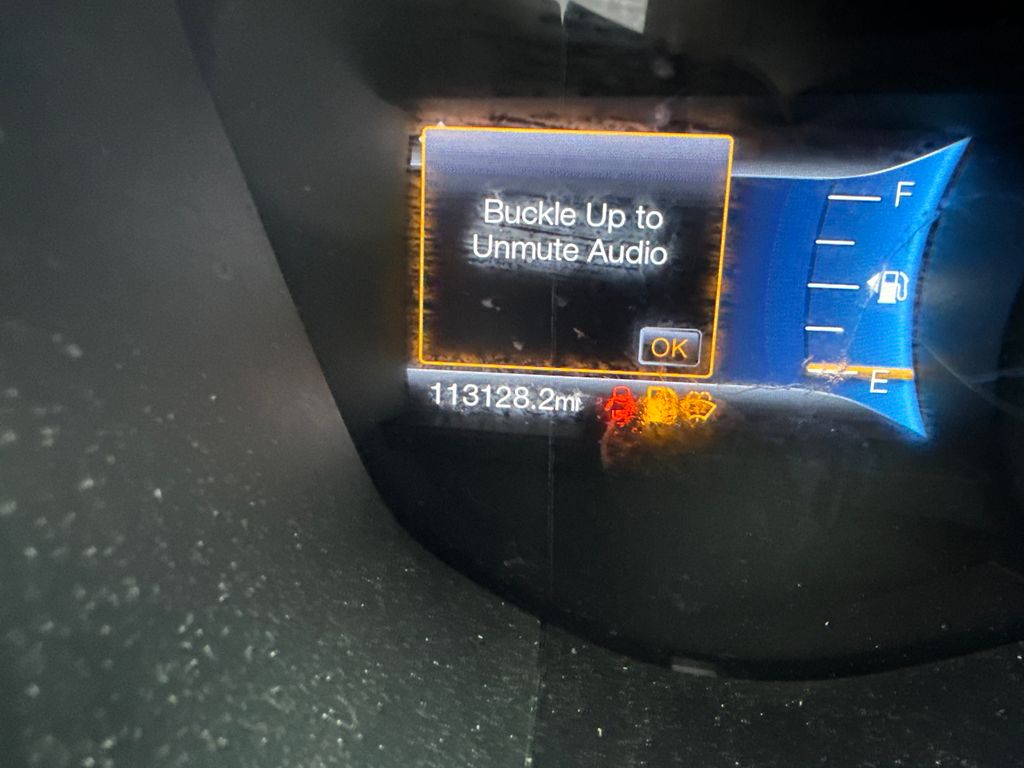 Buckle Up to
Unmute Audio
OK
F
E
113128.2mi